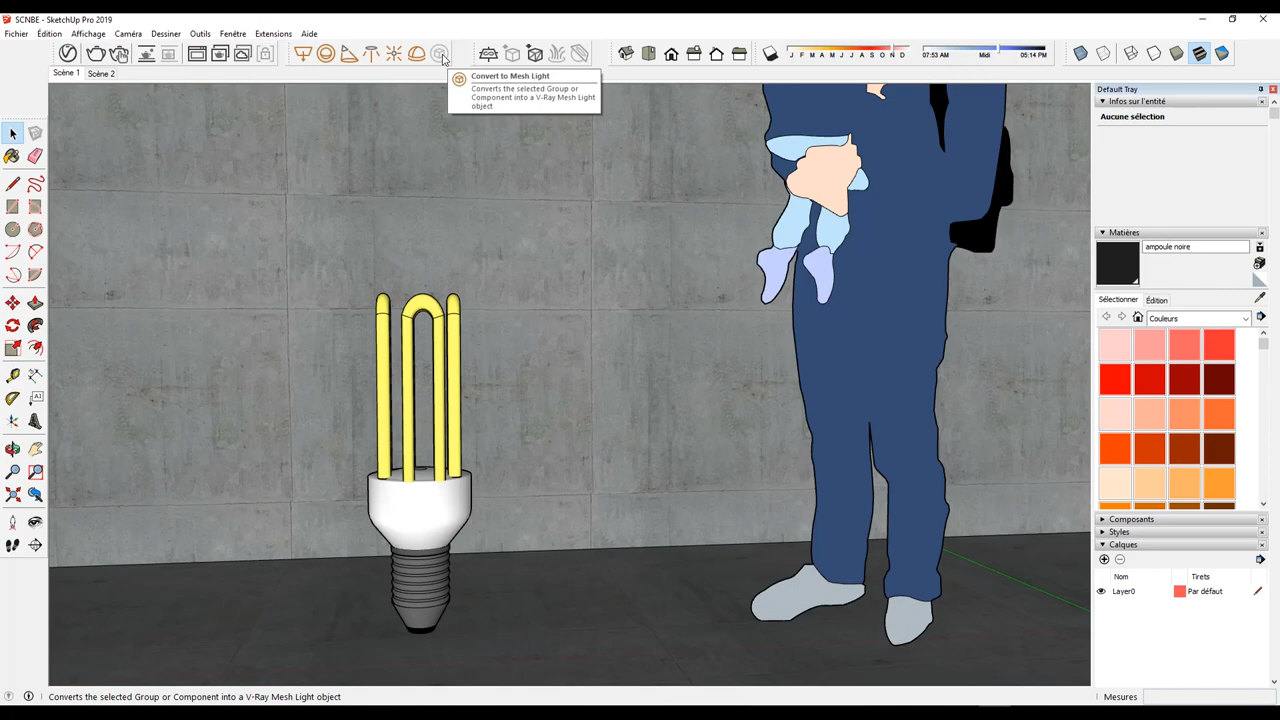 SCNBE - SketchUp Pro 2019
Fichier Édition Affichage Caméra Dessiner Outils Fenêtre Extensions Aide
J F M A M J J A S O N D
07:53 AM Midi 05:14 PM
Scène 1 Scène 2
Convert to Mesh Light
Converts the selected Group or
Component into a V-Ray Mesh Light
object
Default Tray
Infos sur l'entité
Aucune sélection
Matières
ampoule noire
Sélectionner Édition
Couleurs
Composants
Styles
Calques
Nom Tirets
Layer0 Par défaut
Converts the selected Group or Component into a V-Ray Mesh Light object
Mesures